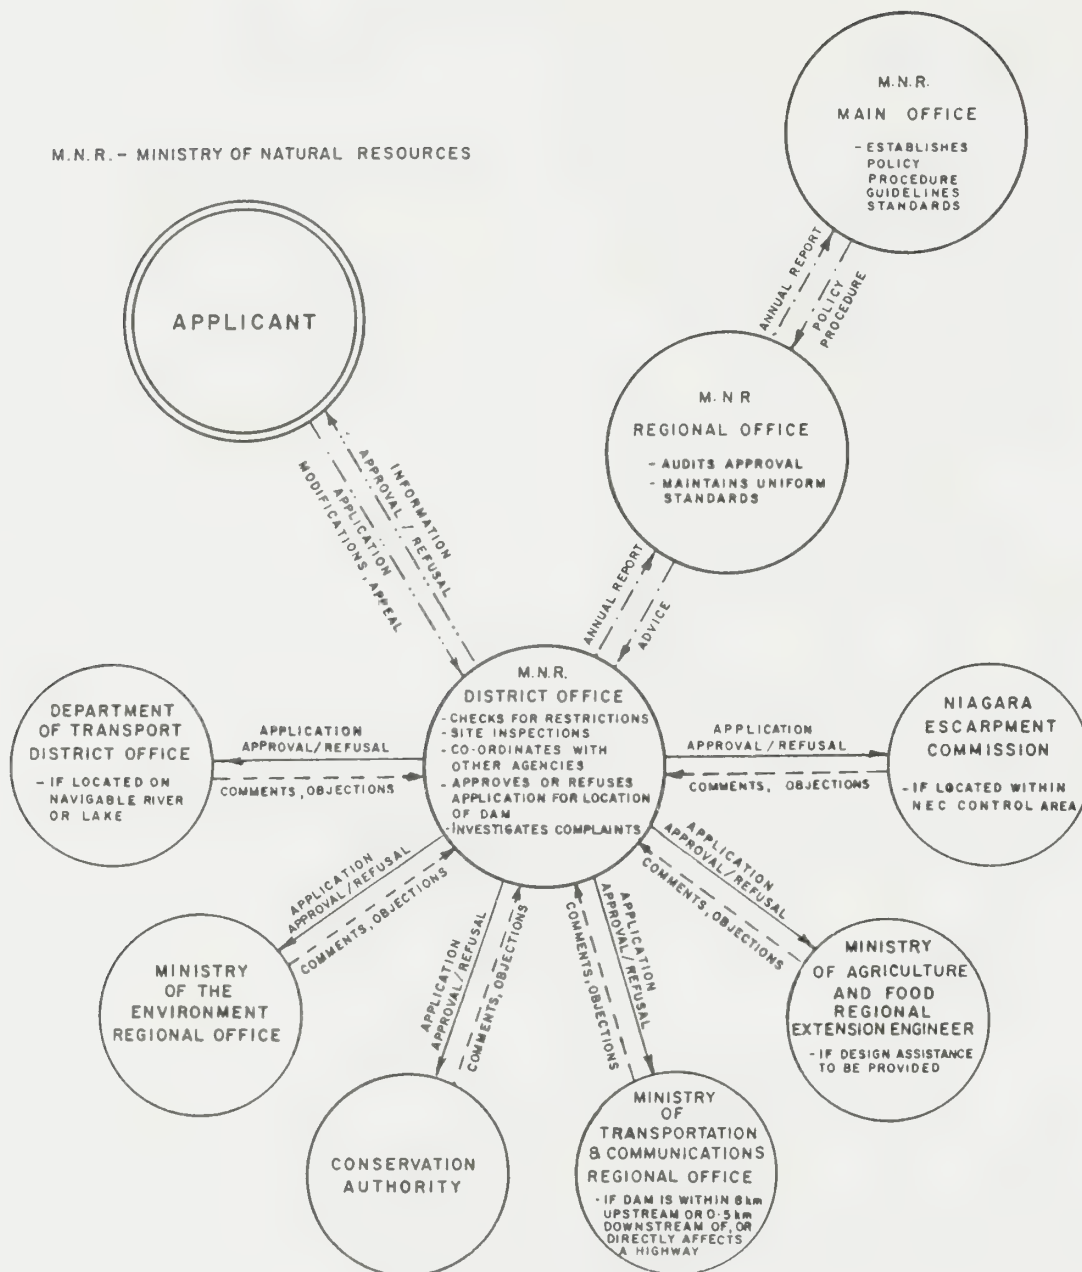 M.N.R. - MINISTRY OF NATURAL RESOURCES
M.N.R.
MAIN OFFICE
- ESTABLISHES
POLICY
PROCEDURE
GUIDELINES
STANDARDS
ANNUAL REPORT
POLICY
PROCEDURE
APPLICANT
M.N.R
REGIONAL OFFICE
- AUDITS APPROVAL
- MAINTAINS UNIFORM
STANDARDS
INFORMATION
APPROVAL / REFUSAL
APPLICATION
MODIFICATIONS, APPEAL
ANNUAL REPORT
ADVICE
M.N.R.
DISTRICT OFFICE
- CHECKS FOR RESTRICTIONS
- SITE INSPECTIONS
- CO-ORDINATES WITH
OTHER AGENCIES
- APPROVES OR REFUSES
APPLICATION FOR LOCATION
OF DAM
- INVESTIGATES COMPLAINTS
DEPARTMENT
OF TRANSPORT
DISTRICT OFFICE
- IF LOCATED ON
NAVIGABLE RIVER
OR LAKE
APPLICATION
APPROVAL/REFUSAL
COMMENTS, OBJECTIONS
APPLICATION
APPROVAL/REFUSAL
COMMENTS, OBJECTIONS
NIAGARA
ESCARPMENT
COMMISSION
- IF LOCATED WITHIN
NEC CONTROL AREA
APPLICATION
APPROVAL/REFUSAL
COMMENTS, OBJECTIONS
MINISTRY
OF THE
ENVIRONMENT
REGIONAL OFFICE
APPLICATION
APPROVAL/REFUSAL
COMMENTS, OBJECTIONS
CONSERVATION
AUTHORITY
APPLICATION
APPROVAL/REFUSAL
COMMENTS, OBJECTIONS
MINISTRY
OF
TRANSPORTATION
& COMMUNICATIONS
REGIONAL OFFICE
- IF DAM IS WITHIN 8 km
UPSTREAM OR 0.5 km
DOWNSTREAM OF, OR
DIRECTLY AFFECTS
A HIGHWAY
APPLICATION
APPROVAL/REFUSAL
COMMENTS, OBJECTIONS
MINISTRY
OF AGRICULTURE
AND FOOD
REGIONAL
EXTENSION ENGINEER
- IF DESIGN ASSISTANCE
TO BE PROVIDED